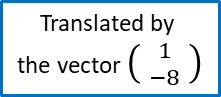 Translated by
the vector ( 1
-8 )